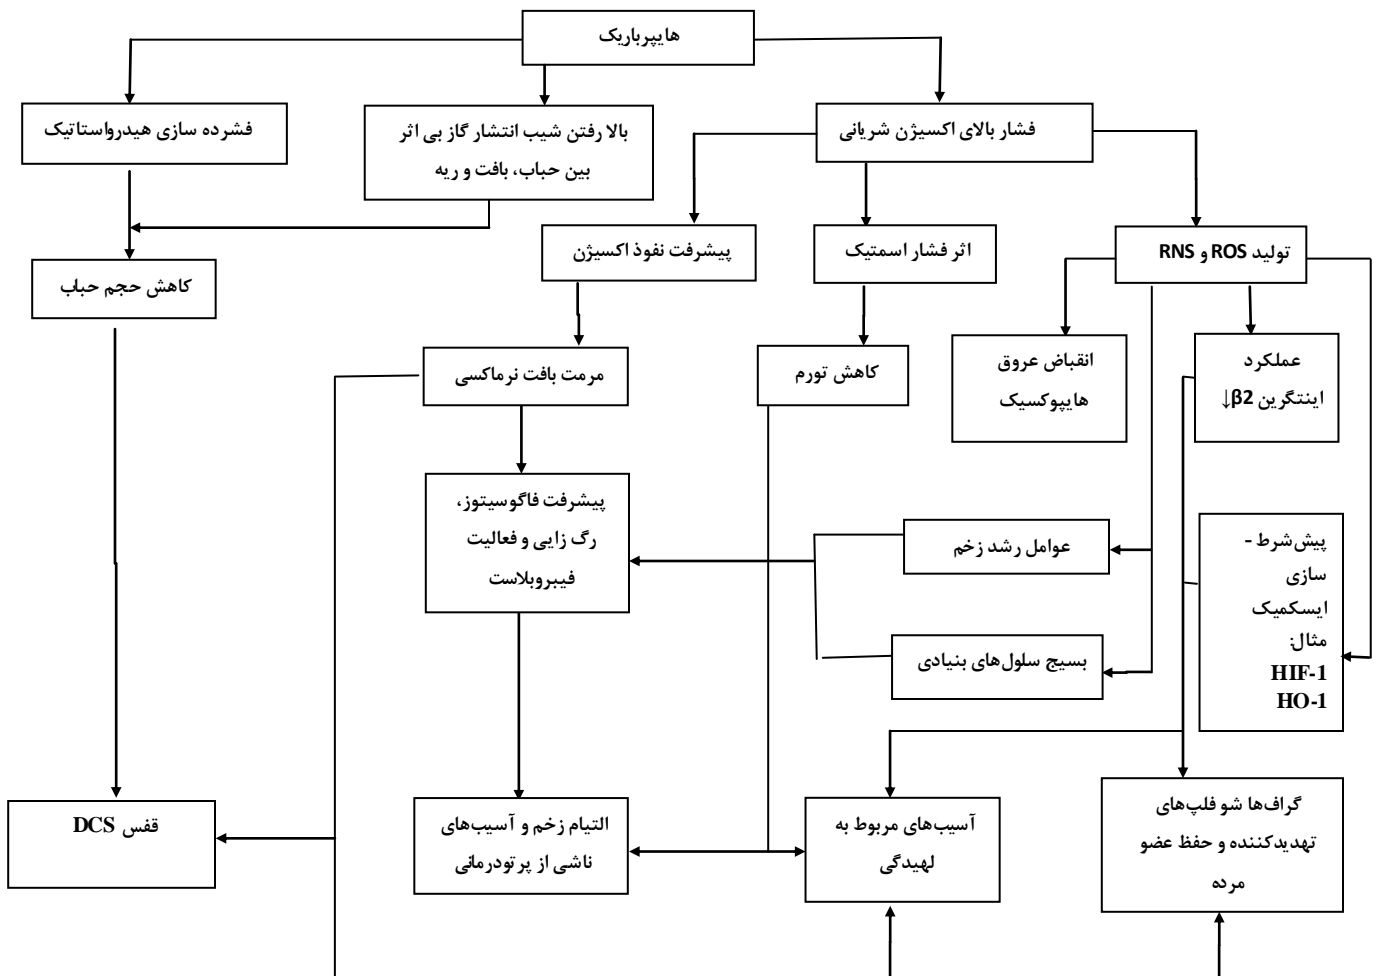 هایپرباریک
فشرده سازی هیدرواستاتیک
بالا رفتن شیب انتشار گاز بی اثر
بین حباب، بافت و ریه
فشار بالای اکسیژن شریانی
پیشرفت نفوذ اکسیژن
اثر فشار اسمتیک
تولید ROS و RNS
کاهش حجم حباب
مرمت بافت نرماکسی
کاهش تورم
انقباض عروق
هایپوکسیک
عملکرد
اینتگرین β2↓
پیشرفت فاگوسیتوز،
رگ زایی و فعالیت
فیبروبلاست
عوامل رشد زخم
بسیج سلول‌های بنیادی
پیش‌شرط -
سازی
ایسکمیک
مثال:
HIF-1
HO-1
قفس DCS
التیام زخم و آسیب‌های
ناشی از پرتودرمانی
آسیب‌های مربوط به
لهیدگی
گراف‌ها شو فلپ‌های
تهدیدکننده و حفظ عضو
مرده